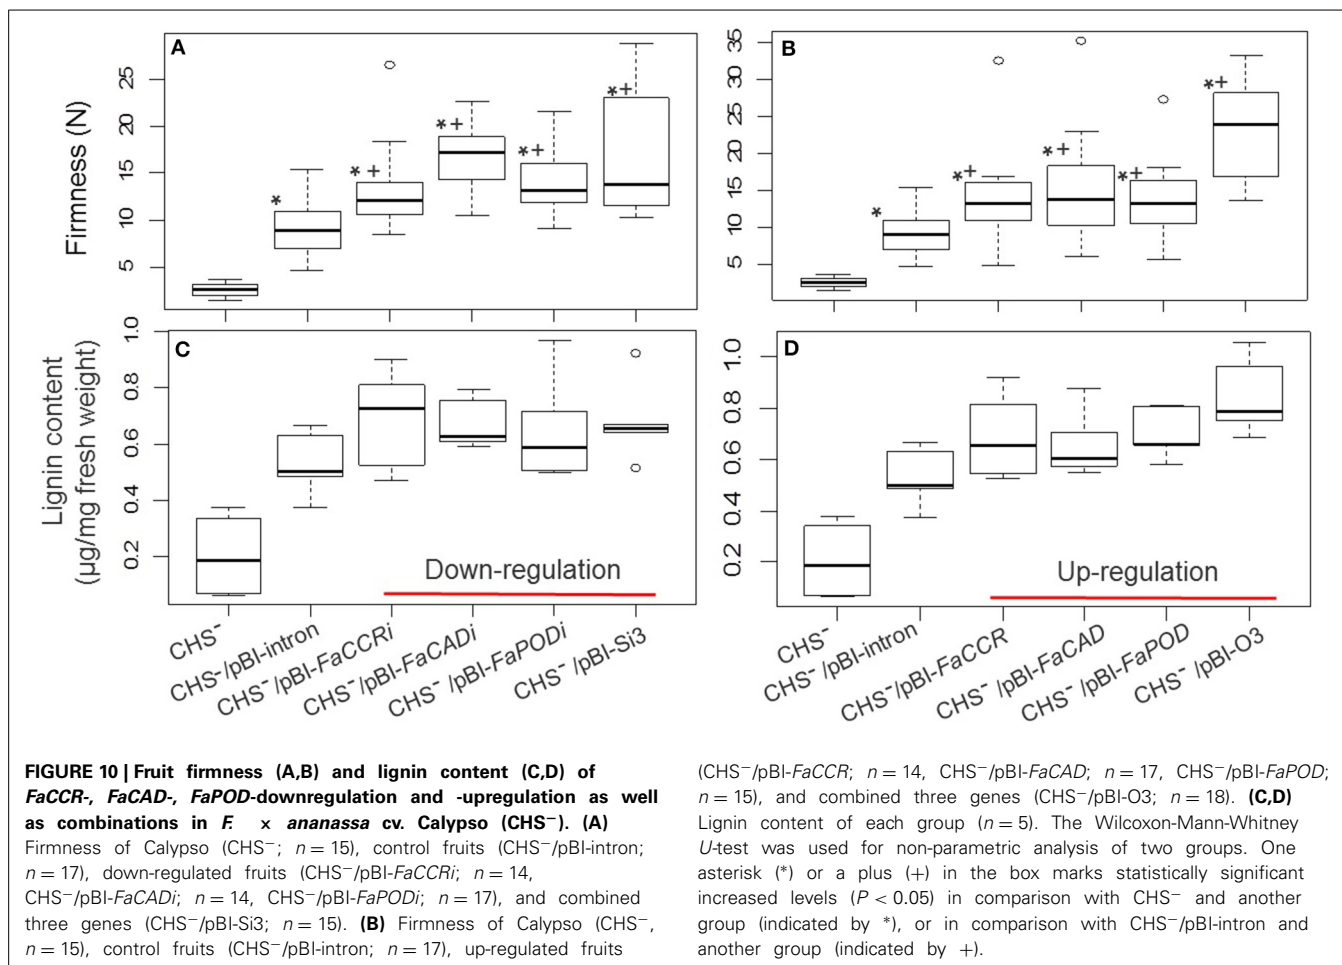 A
Firmness (N)
25
20
15
10
5
*
*+
*+
*+
*+
B
35
30
25
20
15
10
5
*
*+
*+
*+
*+
C
Lignin content
(µg/mg fresh weight)
1.0
0.8
0.6
0.4
0.2
Down-regulation
D
1.0
0.8
0.6
0.4
0.2
Up-regulation
CHS⁻
CHS⁻/pBI-intron
CHS⁻/pBI-FaCCRi
CHS⁻/pBI-FaCADi
CHS⁻/pBI-FaPODi
CHS⁻/pBI-Si3
CHS⁻
CHS⁻/pBI-intron
CHS⁻/pBI-FaCCR
CHS⁻/pBI-FaCAD
CHS⁻/pBI-FaPOD
CHS⁻/pBI-O3
FIGURE 10 | Fruit firmness (A,B) and lignin content (C,D) of
FaCCR-, FaCAD-, FaPOD-downregulation and -upregulation as well
as combinations in F. x ananassa cv. Calypso (CHS⁻). (A)
Firmness of Calypso (CHS⁻; n = 15), control fruits (CHS⁻/pBI-intron;
n = 17), down-regulated fruits (CHS⁻/pBI-FaCCRi; n = 14,
CHS⁻/pBI-FaCADi; n = 14, CHS⁻/pBI-FaPODi; n = 17), and combined
three genes (CHS⁻/pBI-Si3; n = 15). (B) Firmness of Calypso (CHS⁻,
n = 15), control fruits (CHS⁻/pBI-intron; n = 17), up-regulated fruits
(CHS⁻/pBI-FaCCR; n = 14, CHS⁻/pBI-FaCAD; n = 17, CHS⁻/pBI-FaPOD;
n = 15), and combined three genes (CHS⁻/pBI-O3; n = 18). (C,D)
Lignin content of each group (n = 5). The Wilcoxon-Mann-Whitney
U-test was used for non-parametric analysis of two groups. One
asterisk (*) or a plus (+) in the box marks statistically significant
increased levels (P < 0.05) in comparison with CHS⁻ and another
group (indicated by *), or in comparison with CHS⁻/pBI-intron and
another group (indicated by +).